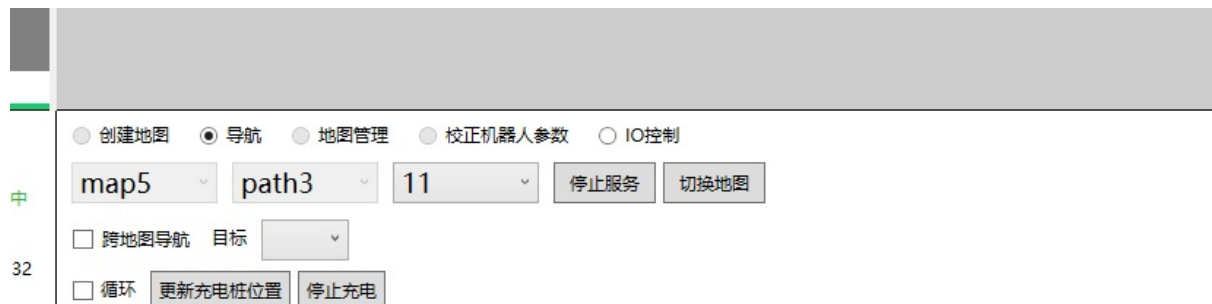 创建地图 导航 地图管理 校正机器人参数 IO控制
map5 path3 11 停止服务 切换地图
中
跨地图导航 目标
32
循环 更新充电桩位置 停止充电